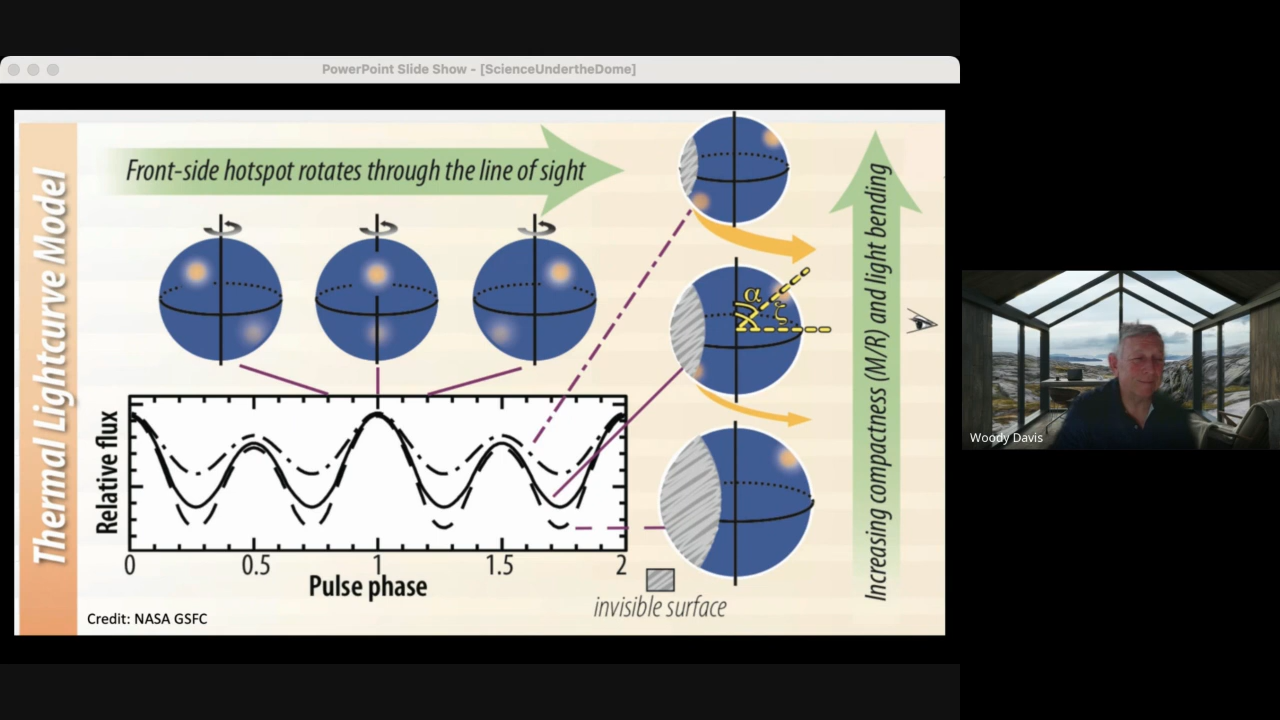 PowerPoint Slide Show - [ScienceUndertheDome]
Thermal Lightcurve Model
Front-side hotspot rotates through the line of sight
α
ζ
Increasing compactness (M/R) and light bending
Relative flux
0 0.5 1 1.5 2
Pulse phase
invisible surface
Credit: NASA GSFC
Woody Davis